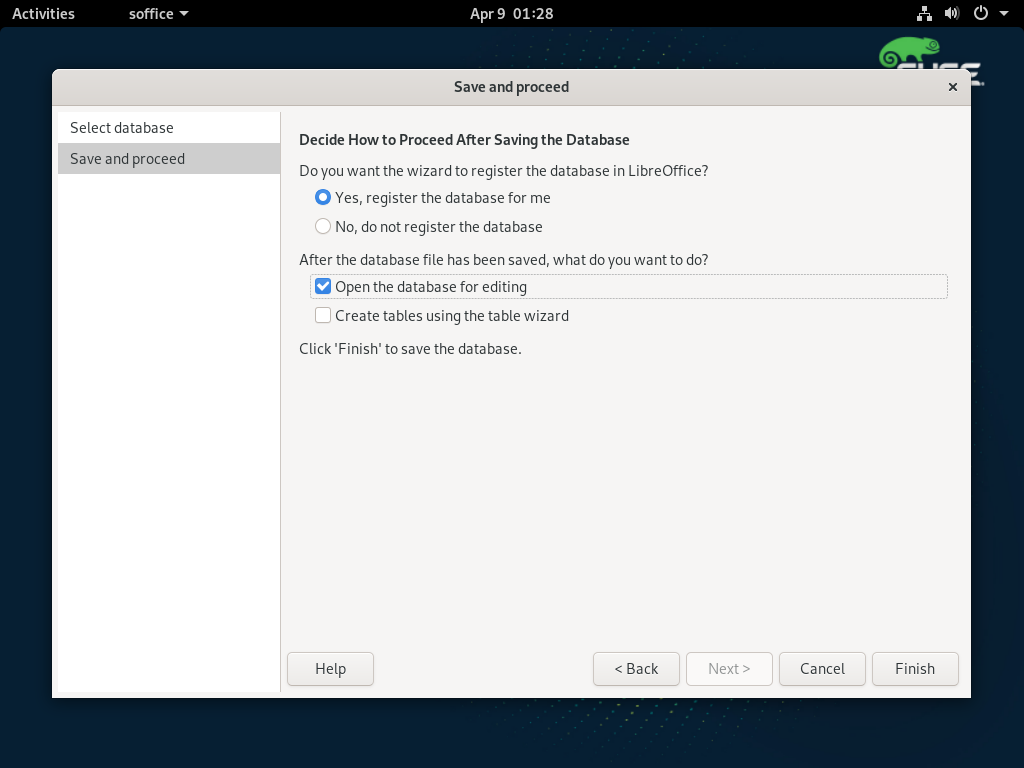 Activities
soffice
Apr 9 01:28
Save and proceed
Select database
Save and proceed
Decide How to Proceed After Saving the Database
Do you want the wizard to register the database in LibreOffice?
Yes, register the database for me
No, do not register the database
After the database file has been saved, what do you want to do?
Open the database for editing
Create tables using the table wizard
Click 'Finish' to save the database.
Help
< Back
Next >
Cancel
Finish